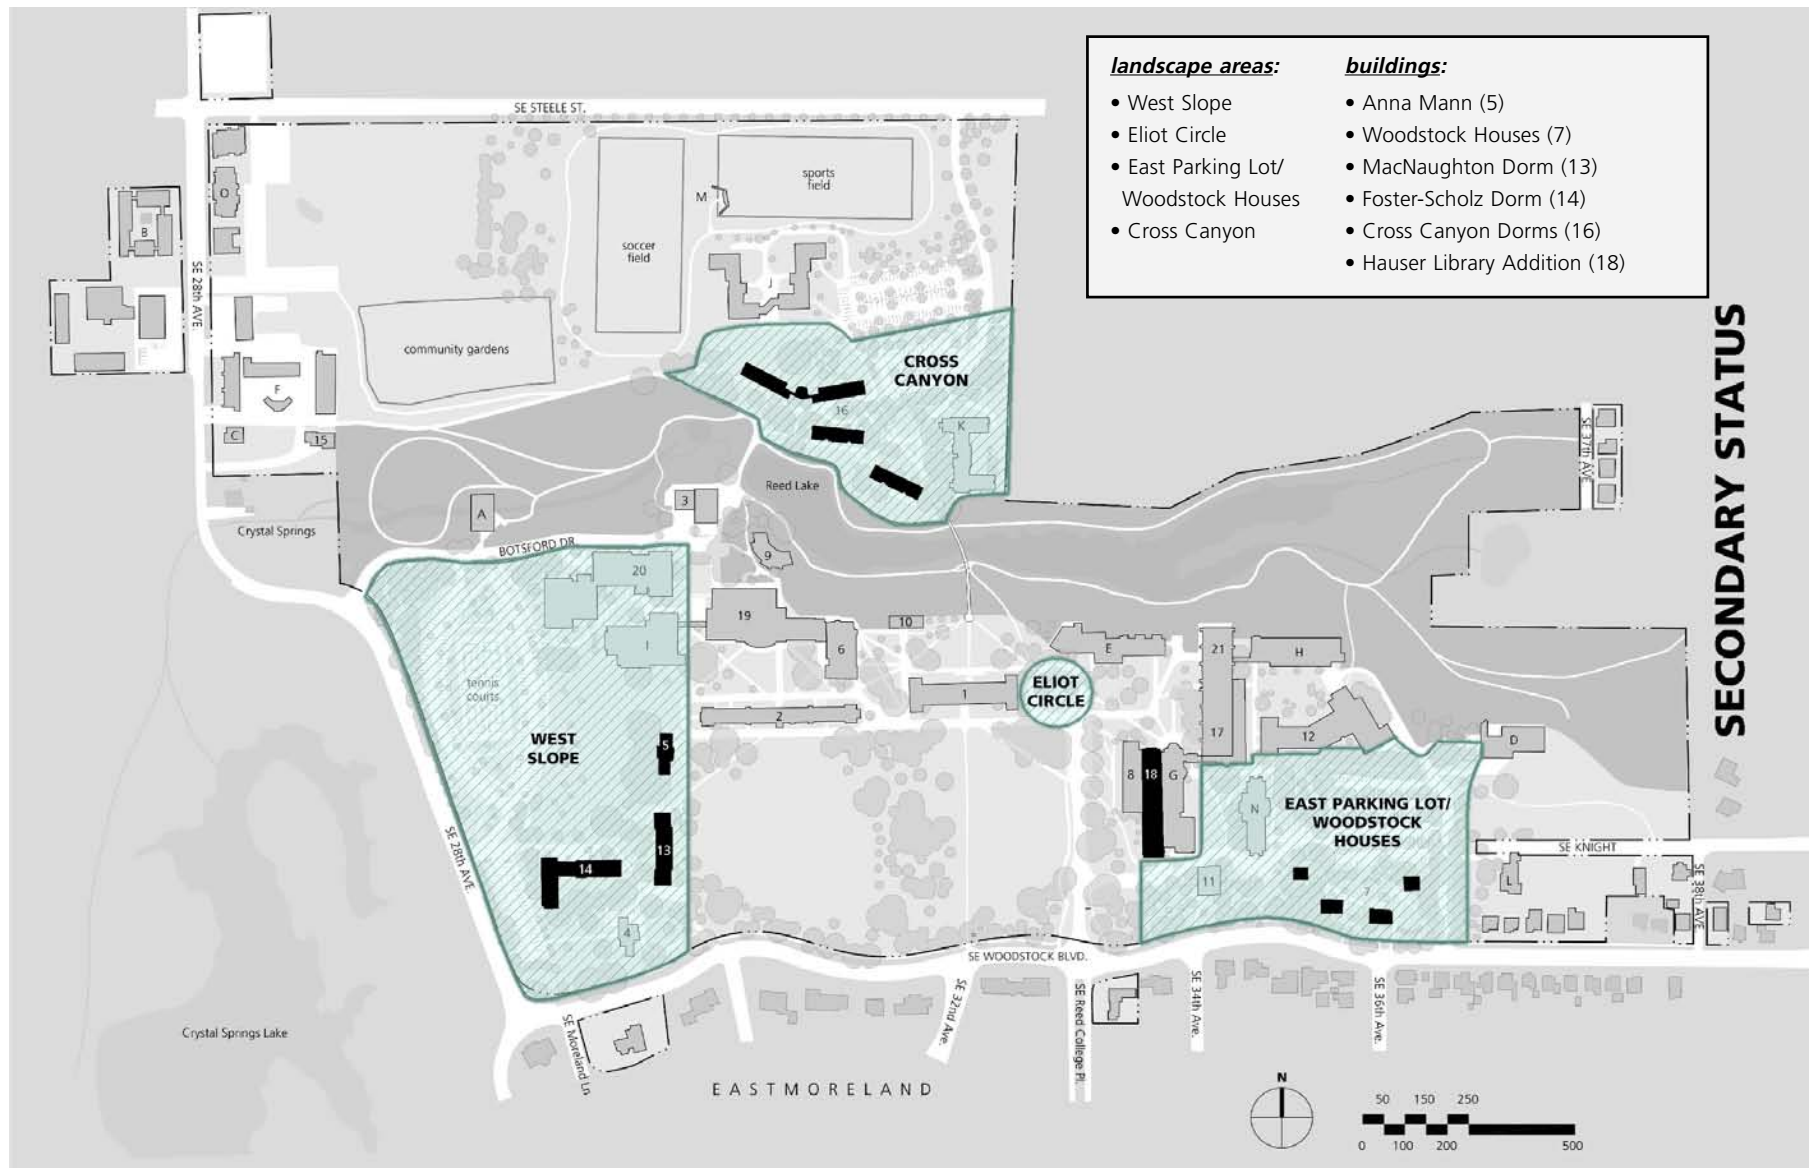 landscape areas:
• West Slope
• Eliot Circle
• East Parking Lot/
Woodstock Houses
• Cross Canyon
buildings:
• Anna Mann (5)
• Woodstock Houses (7)
• MacNaughton Dorm (13)
• Foster-Scholz Dorm (14)
• Cross Canyon Dorms (16)
• Hauser Library Addition (18)
SECONDARY STATUS
SE STEELE ST.
SE 28th AVE.
O
B
M
sports
field
soccer
field
J
community gardens
F
C
15
CROSS
CANYON
16
K
SE 37th AVE
Reed Lake
3
A
Crystal Springs
BOTSFORD DR.
9
20
19
10
6
I
E
21
H
tennis
courts
ELIOT
CIRCLE
1
2
17
12
D
WEST
SLOPE
5
8
18
G
N
EAST PARKING LOT/
WOODSTOCK
HOUSES
SE KNIGHT
13
14
SE 28th AVE.
11
7
L
SE 38th AVE.
4
SE WOODSTOCK BLVD.
SE 32nd Ave.
SE Reed College Pl.
SE 34th Ave.
SE 36th Ave.
Crystal Springs Lake
SE Moreland Ln
EASTMORELAND
N
50 150 250
0 100 200 500